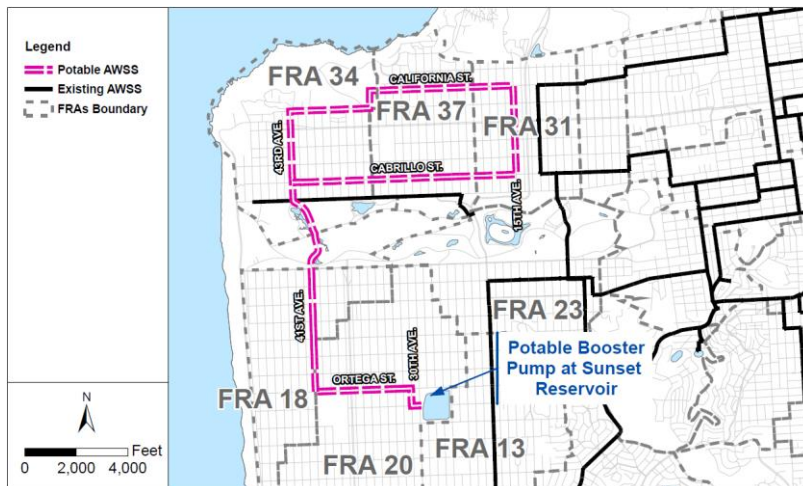 Legend
Potable AWSS
Existing AWSS
FRAs Boundary
FRA 34
CALIFORNIA ST.
FRA 37
FRA 31
43RD AVE.
CABRILLO ST.
15TH AVE.
41ST AVE.
FRA 23
30TH AVE.
Potable Booster
Pump at Sunset
Reservoir
ORTEGA ST.
FRA 18
FRA 13
FRA 20
N
Feet
0 2,000 4,000